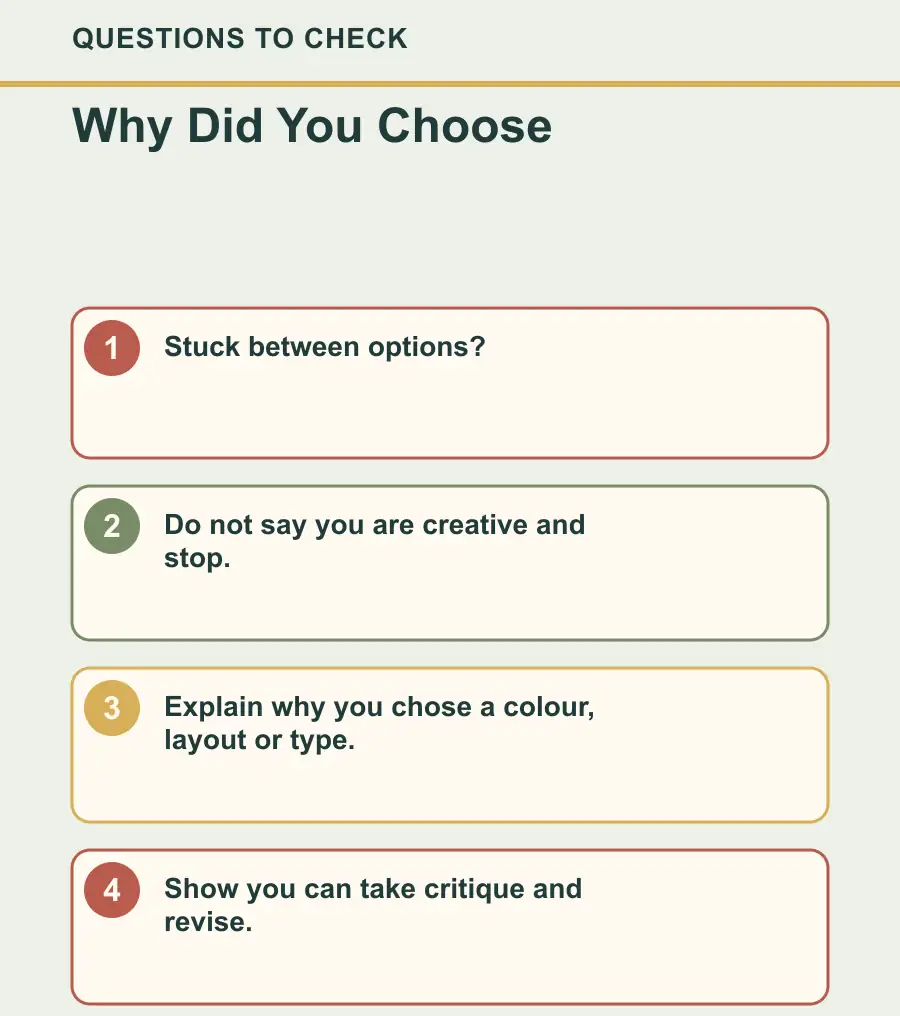 QUESTIONS TO CHECK
Why Did You Choose
1
Stuck between options?
2
Do not say you are creative and
stop.
3
Explain why you chose a colour,
layout or type.
4
Show you can take critique and
revise.